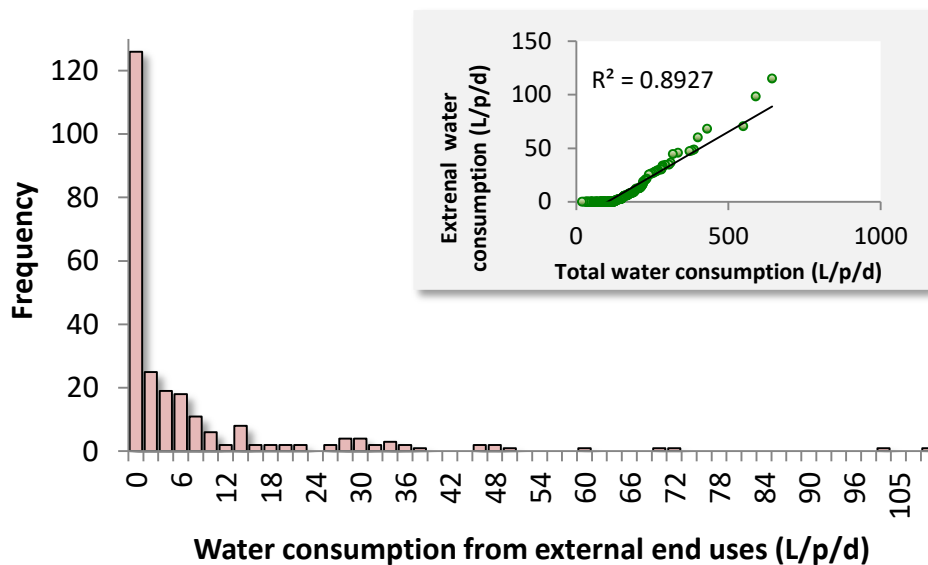 150
100
50
0
R² = 0.8927
Extrenal water
consumption (L/p/d)
0 500 1000
Total water consumption (L/p/d)
120
100
80
60
40
20
0
Frequency
0 6 12 18 24 30 36 42 48 54 60 66 72 78 84 90 96 105
Water consumption from external end uses (L/p/d)